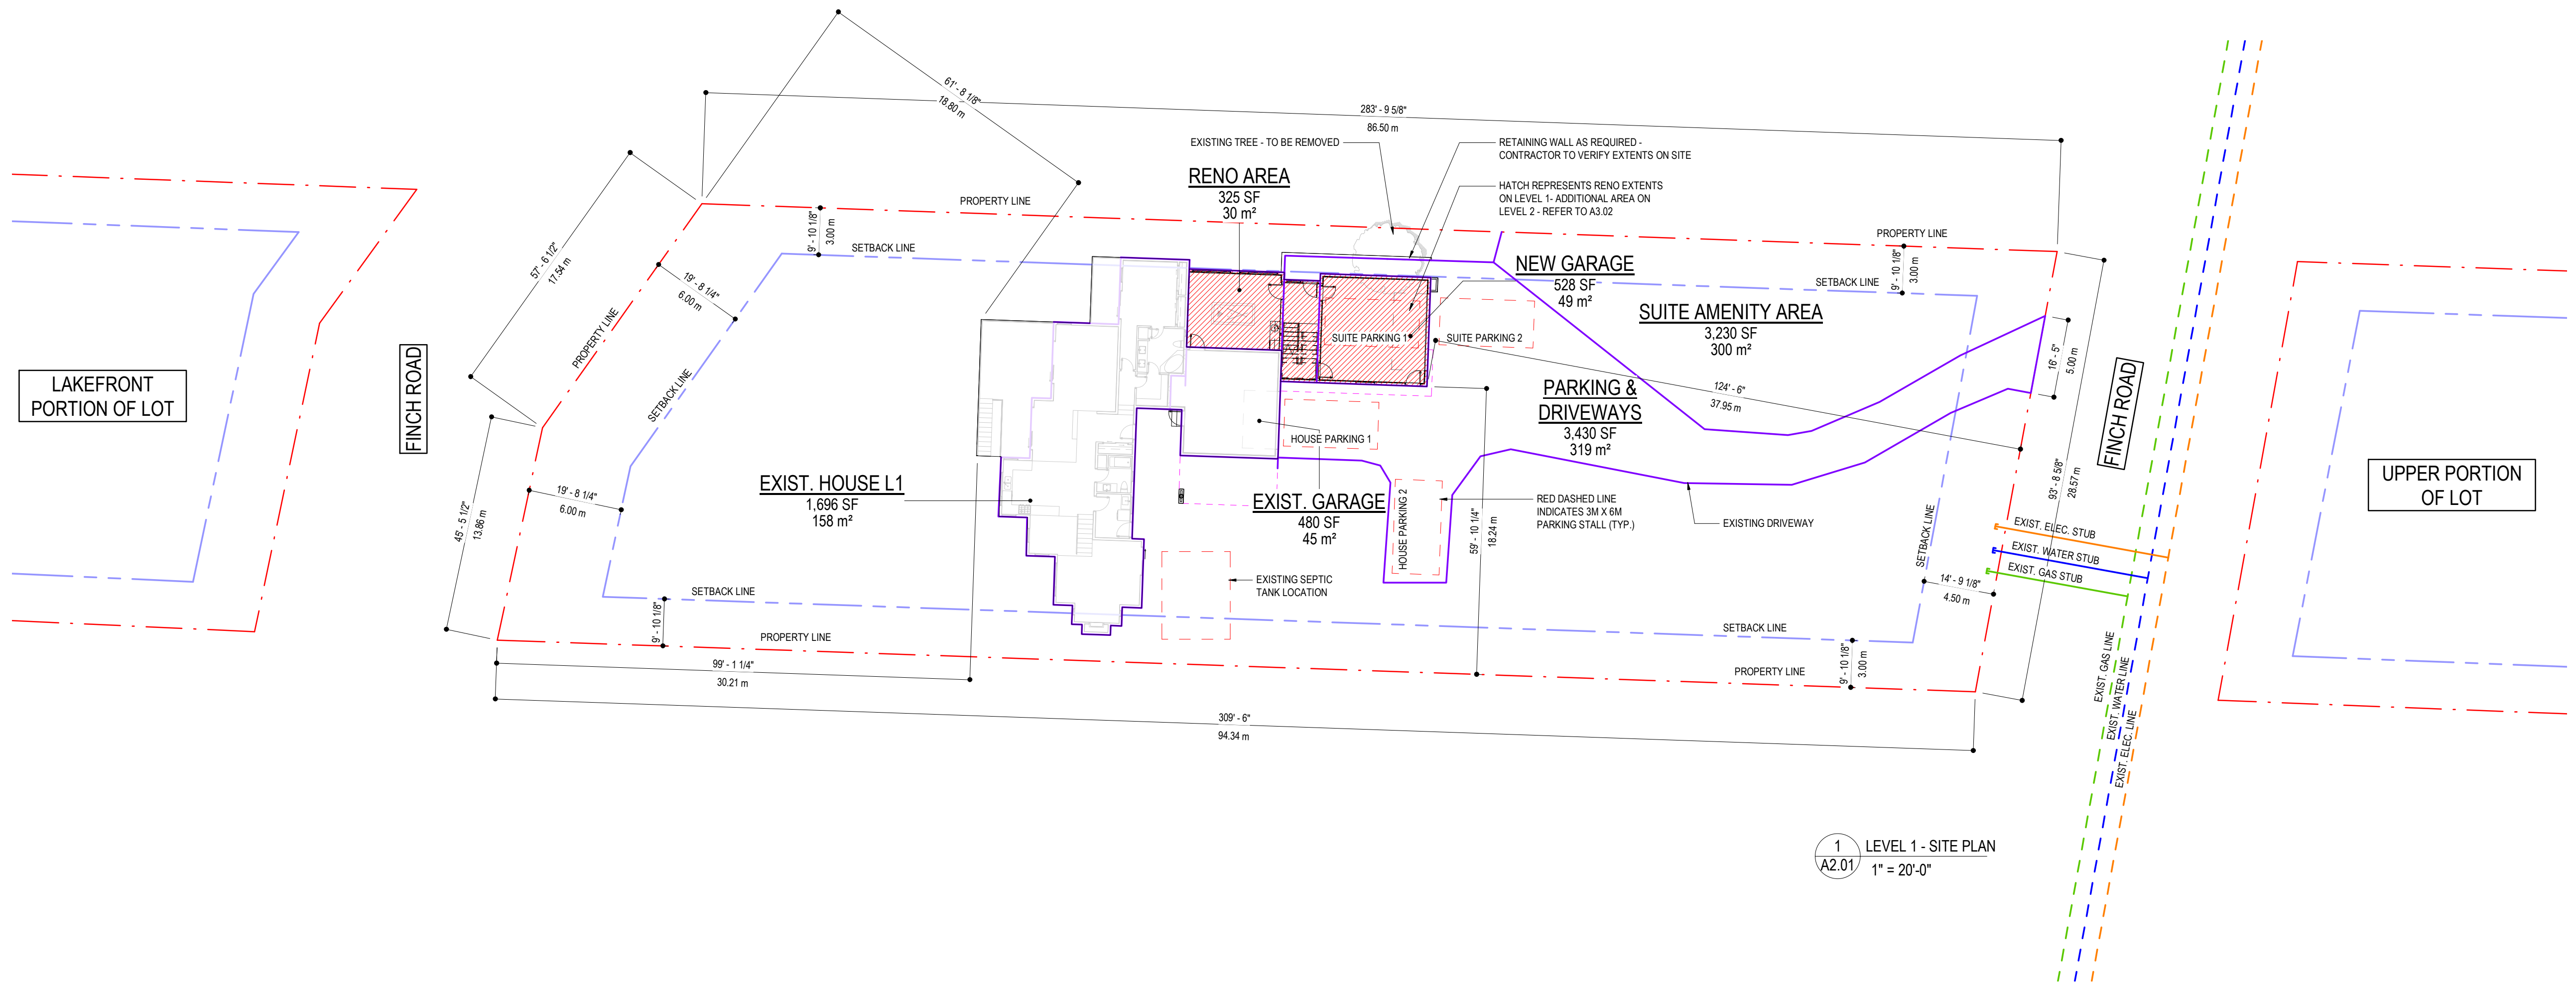 61' - 8 1/8"
18.80 m
283' - 9 5/8"
86.50 m
EXISTING TREE - TO BE REMOVED
RETAINING WALL AS REQUIRED -
CONTRACTOR TO VERIFY EXTENTS ON SITE
HATCH REPRESENTS RENO EXTENTS
ON LEVEL 1- ADDITIONAL AREA ON
LEVEL 2 - REFER TO A3.02
RENO AREA
325 SF
30 m²
PROPERTY LINE
9' - 10 1/8"
3.00 m
SETBACK LINE
57' - 6 1/2"
17.54 m
19' - 8 1/4"
6.00 m
PROPERTY LINE
SETBACK LINE
NEW GARAGE
528 SF
49 m²
PROPERTY LINE
9' - 10 1/8"
3.00 m
SETBACK LINE
SUITE AMENITY AREA
3,230 SF
300 m²
SUITE PARKING 1
SUITE PARKING 2
16' - 5"
5.00 m
124' - 6"
37.95 m
PARKING &
DRIVEWAYS
3,430 SF
319 m²
LAKEFRONT
PORTION OF LOT
FINCH ROAD
FINCH ROAD
UPPER PORTION
OF LOT
HOUSE PARKING 1
EXIST. HOUSE L1
1,696 SF
158 m²
EXIST. GARAGE
480 SF
45 m²
HOUSE PARKING 2
RED DASHED LINE
INDICATES 3M X 6M
PARKING STALL (TYP.)
EXISTING DRIVEWAY
93' - 8 5/8"
28.57 m
19' - 8 1/4"
6.00 m
45' - 5 1/2"
13.86 m
59' - 10 1/4"
18.24 m
SETBACK LINE
EXIST. ELEC. STUB
EXIST. WATER STUB
EXIST. GAS STUB
14' - 9 1/8"
4.50 m
EXISTING SEPTIC
TANK LOCATION
SETBACK LINE
9' - 10 1/8"
PROPERTY LINE
SETBACK LINE
PROPERTY LINE
9' - 10 1/8"
3.00 m
99' - 1 1/4"
30.21 m
309' - 6"
94.34 m
EXIST. GAS LINE
EXIST. WATER LINE
EXIST. ELEC. LINE
1
A2.01
LEVEL 1 - SITE PLAN
1" = 20'-0"